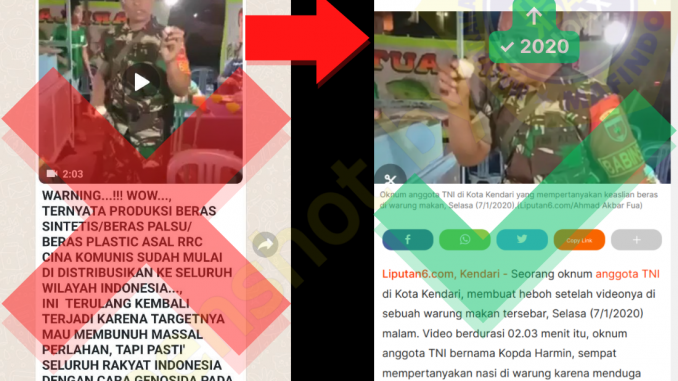 2:03
WARNING...!!! WOW...,
TERNYATA PRODUKSI BERAS
SINTETIS/BERAS PALSU/
BERAS PLASTIC ASAL RRC
CINA KOMUNIS SUDAH MULAI
DI DISTRIBUSIKAN KE SELURUH
WILAYAH INDONESIA...,
INI TERULANG KEMBALI
TERJADI KARENA TARGETNYA
MAU MEMBUNUH MASSAL
PERLAHAN, TAPI PASTI'
SELURUH RAKYAT INDONESIA
DENGAN CARA GENOSIDA PADA
2020
BABINSA
Oknum anggota TNI di Kota Kendari yang mempertanyakan keaslian beras
di warung makan, Selasa (7/1/2020).(Liputan6.com/Ahmad Akbar Fua)
Copy Link
Liputan6.com, Kendari - Seorang oknum anggota TNI
di Kota Kendari, membuat heboh setelah videonya di
sebuah warung makan tersebar, Selasa (7/1/2020)
malam. Video berdurasi 02.03 menit itu, oknum
anggota TNI bernama Kopda Harmin, sempat
mempertanyakan nasi di warung karena menduga